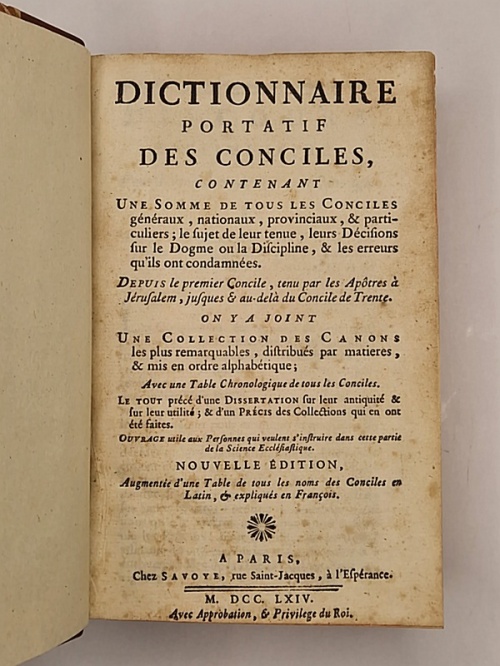 DICTIONNAIRE
PORTATIF
DES CONCILES,
CONTENANT
UNE SOMME DE TOUS LES CONCILES
généraux, nationaux, provinciaux, & parti-
culiers; le ſujet de leur tenue, leurs Déciſions
ſur le Dogme ou la Diſcipline, & les erreurs
qu'ils ont condamnées.
DEPUIS le premier Concile, tenu par les Apôtres à
Jéruſalem, juſques & au-delà du Concile de Trente.
ON Y A JOINT
UNE COLLECTION DES CANONS
les plus remarquables, diſtribués par matieres,
& mis en ordre alphabétique;
Avec une Table Chronologique de tous les Conciles.
LE TOUT précé d'une DISSERTATION ſur leur antiquité &
ſur leur utilité; & d'un PRÉCIS des Collections qui en ont
été faites.
OUVRAGE utile aux Perſonnes qui veulent s'inſtruire dans cette partie
de la Science Eccléſiaſtique.
NOUVELLE ÉDITION,
Augmentée d'une Table de tous les noms des Conciles en
Latin, & expliqués en François.
A PARIS,
Chez SAVOYE, rue Saint-Jacques, à l'Eſpérance.
M. DCC. LXIV.
Avec Approbation, & Privilege du Roi.